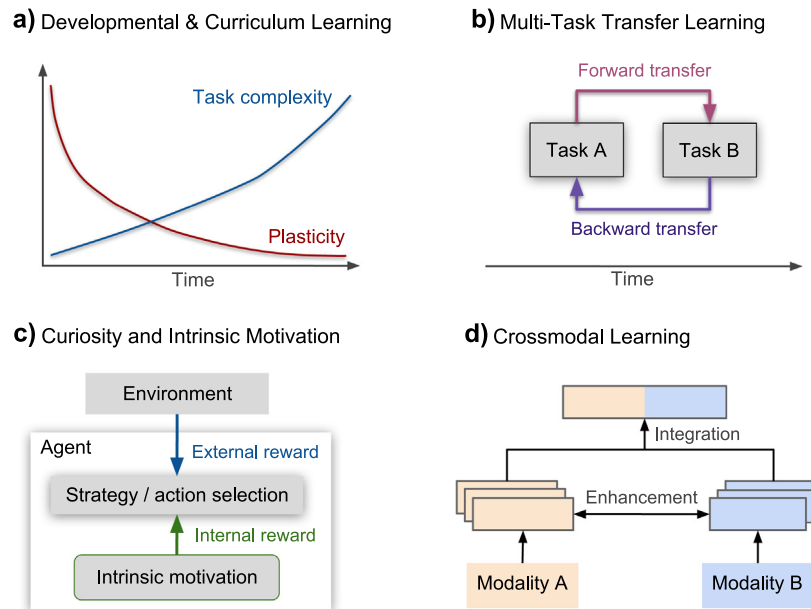 a) Developmental & Curriculum Learning
Task complexity
Plasticity
Time
b) Multi-Task Transfer Learning
Forward transfer
Task A
Task B
Backward transfer
Time
c) Curiosity and Intrinsic Motivation
Environment
Agent
External reward
Strategy / action selection
Internal reward
Intrinsic motivation
d) Crossmodal Learning
Integration
Enhancement
Modality A
Modality B